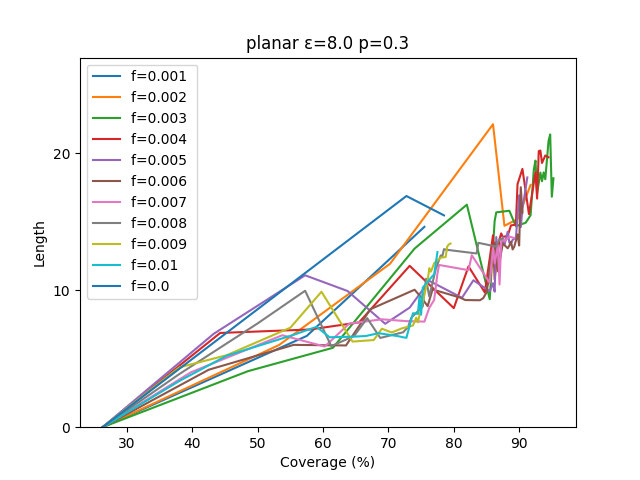 planar ε=8.0 p=0.3
f=0.001
f=0.002
f=0.003
f=0.004
f=0.005
f=0.006
f=0.007
f=0.008
f=0.009
f=0.01
f=0.0
Length
20
10
0
30 40 50 60 70 80 90
Coverage (%)